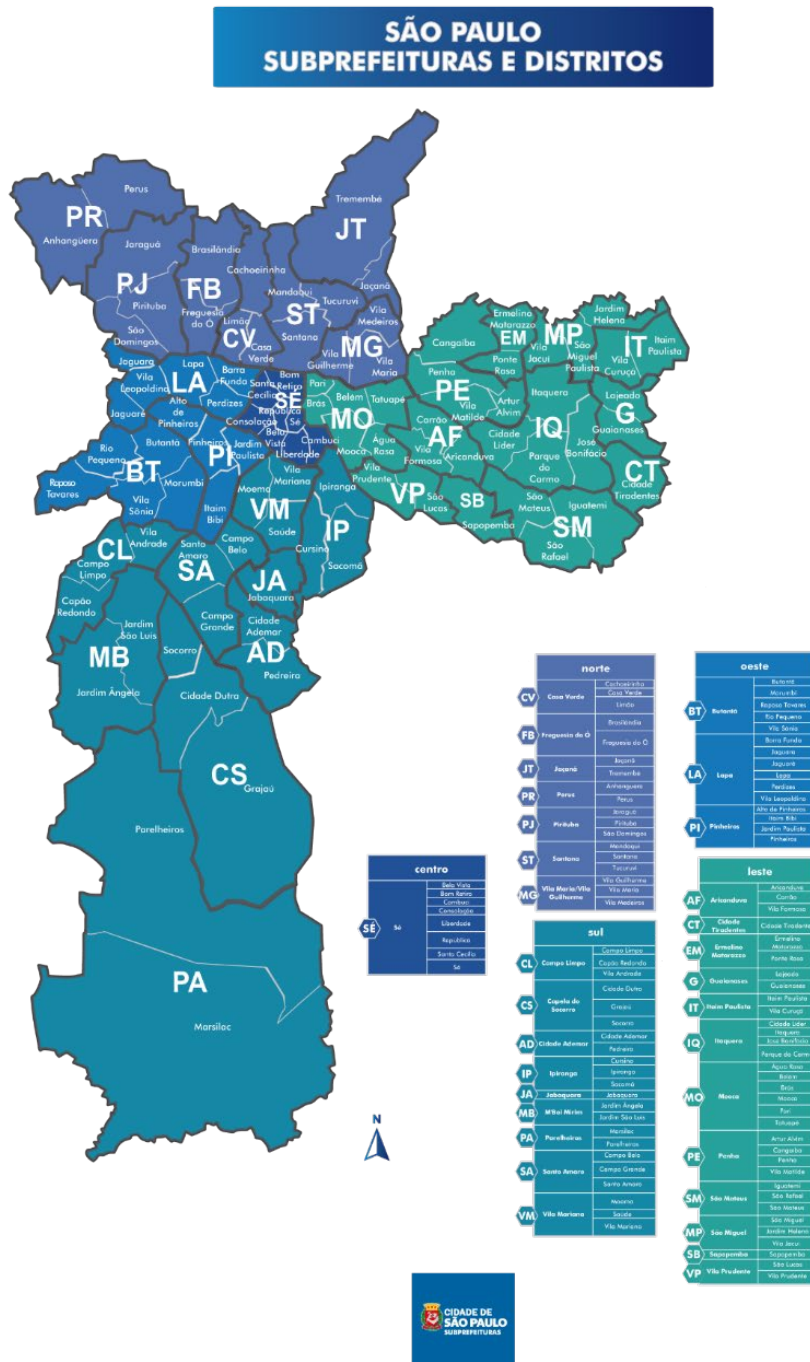 SÃO PAULO
SUBPREFEITURAS E DISTRITOS
Perus
PR
Anhangüera
Tremembé
JT
Jaçanã
Jaraguá
PJ
Pirituba
São
Domingos
Brasilândia
FB
Freguesia
do Ó
Cachoeirinha
Limão
CV
Casa
Verde
Mandaqui
Tucuruvi
ST
Santana
Vila
Medeiros
MG
Vila
Guilherme
Vila
Maria
Jaguara
Vila
Leopoldina
Jaguaré
Lapa
LA
Barra
Funda
Perdizes
Alto
de
Pinheiros
Bom
Retiro
Santa
Cecília
SÉ
República
Sé
Consolação
Bela
Vista
Liberdade
Cambuci
Pari
Brás
Belém
Tatuapé
MO
Mooca
Água
Rasa
Cangaíba
Penha
PE
Vila
Matilde
Artur
Alvim
Ermelino
Matarazzo
EM
Ponte
Rasa
MP
Vila
Jacuí
São
Miguel
Paulista
Jardim
Helena
IT
Itaim
Paulista
Vila
Curuçá
Lajeado
G
Guaianases
CT
Cidade
Tiradentes
Itaquera
IQ
Cidade
Líder
José
Bonifácio
Parque
do
Carmo
Carrão
AF
Vila
Formosa
Aricanduva
Vila
Prudente
VP
São
Lucas
SB
Sapopemba
São
Mateus
Iguatemi
SM
São
Rafael
Rio
Pequeno
Butantã
BT
Morumbi
Raposo
Tavares
Vila
Sônia
Pinheiros
PI
Jardim
Paulista
Itaim
Bibi
Vila
Mariana
Moema
VM
Saúde
Ipiranga
IP
Cursino
Sacomã
CL
Vila
Andrade
Campo
Limpo
Capão
Redondo
Santo
Amaro
SA
Campo
Belo
Campo
Grande
JA
Jabaquara
Cidade
Ademar
AD
Pedreira
Jardim
São Luis
MB
Jardim Ângela
Socorro
Cidade Dutra
CS
Grajaú
Parelheiros
PA
Marsilac
N
norte
CV
Casa Verde
Cachoeirinha
Casa Verde
Limão
FB
Freguesia do Ó
Brasilândia
Freguesia do Ó
JT
Jaçanã
Jaçanã
Tremembé
PR
Perus
Anhanguera
Perus
PJ
Pirituba
Jaraguá
Pirituba
São Domingos
ST
Santana
Mandaqui
Santana
Tucuruvi
MG
Vila Maria/Vila
Guilherme
Vila Guilherme
Vila Maria
Vila Medeiros
oeste
BT
Butantã
Butantã
Morumbi
Raposo Tavares
Rio Pequeno
Vila Sônia
LA
Lapa
Barra Funda
Jaguara
Jaguaré
Lapa
Perdizes
Vila Leopoldina
PI
Pinheiros
Alto de Pinheiros
Itaim Bibi
Jardim Paulista
Pinheiros
centro
SÉ
Sé
Bela Vista
Bom Retiro
Cambuci
Consolação
Liberdade
República
Santa Cecília
Sé
sul
CL
Campo Limpo
Campo Limpo
Capão Redondo
Vila Andrade
CS
Capela do
Socorro
Cidade Dutra
Grajaú
Socorro
AD
Cidade Ademar
Cidade Ademar
Pedreira
IP
Ipiranga
Cursino
Ipiranga
Sacomã
JA
Jabaquara
Jabaquara
MB
M'Boi Mirim
Jardim Ângela
Jardim São Luis
PA
Parelheiros
Marsilac
Parelheiros
SA
Santo Amaro
Campo Belo
Campo Grande
Santo Amaro
VM
Vila Mariana
Moema
Saúde
Vila Mariana
leste
AF
Aricanduva
Aricanduva
Carrão
Vila Formosa
CT
Cidade
Tiradentes
Cidade Tiradentes
EM
Ermelino
Matarazzo
Ermelino
Matarazzo
Ponte Rasa
G
Guaianases
Lajeado
Guaianases
IT
Itaim Paulista
Itaim Paulista
Vila Curuçá
IQ
Itaquera
Cidade Líder
Itaquera
José Bonifácio
Parque do Carmo
MO
Mooca
Água Rasa
Belém
Brás
Mooca
Pari
Tatuapé
PE
Penha
Artur Alvim
Cangaíba
Penha
Vila Matilde
SM
São Mateus
Iguatemi
São Rafael
São Mateus
MP
São Miguel
São Miguel
Jardim Helena
Vila Jacuí
SB
Sapopemba
Sapopemba
VP
Vila Prudente
São Lucas
Vila Prudente
CIDADE DE
SÃO PAULO
SUBPREFEITURAS